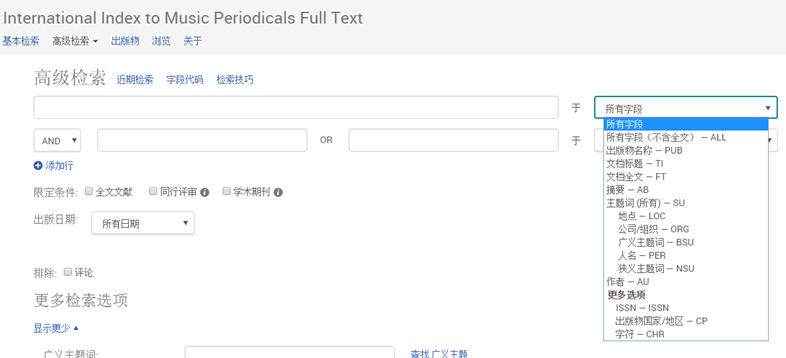 International Index to Music Periodicals Full Text
基本检索 高级检索 出版物 浏览 关于
高级检索 近期检索 字段代码 检索技巧
于 所有字段
AND OR 于
添加行
限定条件: 全文文献 同行评审 学术期刊
出版日期: 所有日期
排除: 评论
更多检索选项
显示更少
广义主题词: 查找 广义主题
所有字段
所有字段（不含全文） – ALL
出版物名称 – PUB
文档标题 – TI
文档全文 – FT
摘要 – AB
主题词 (所有) – SU
地点 – LOC
公司/组织 – ORG
广义主题词 – BSU
人名 – PER
狭义主题词 – NSU
作者 – AU
更多选项
ISSN – ISSN
出版物国家/地区 – CP
字符 – CHR